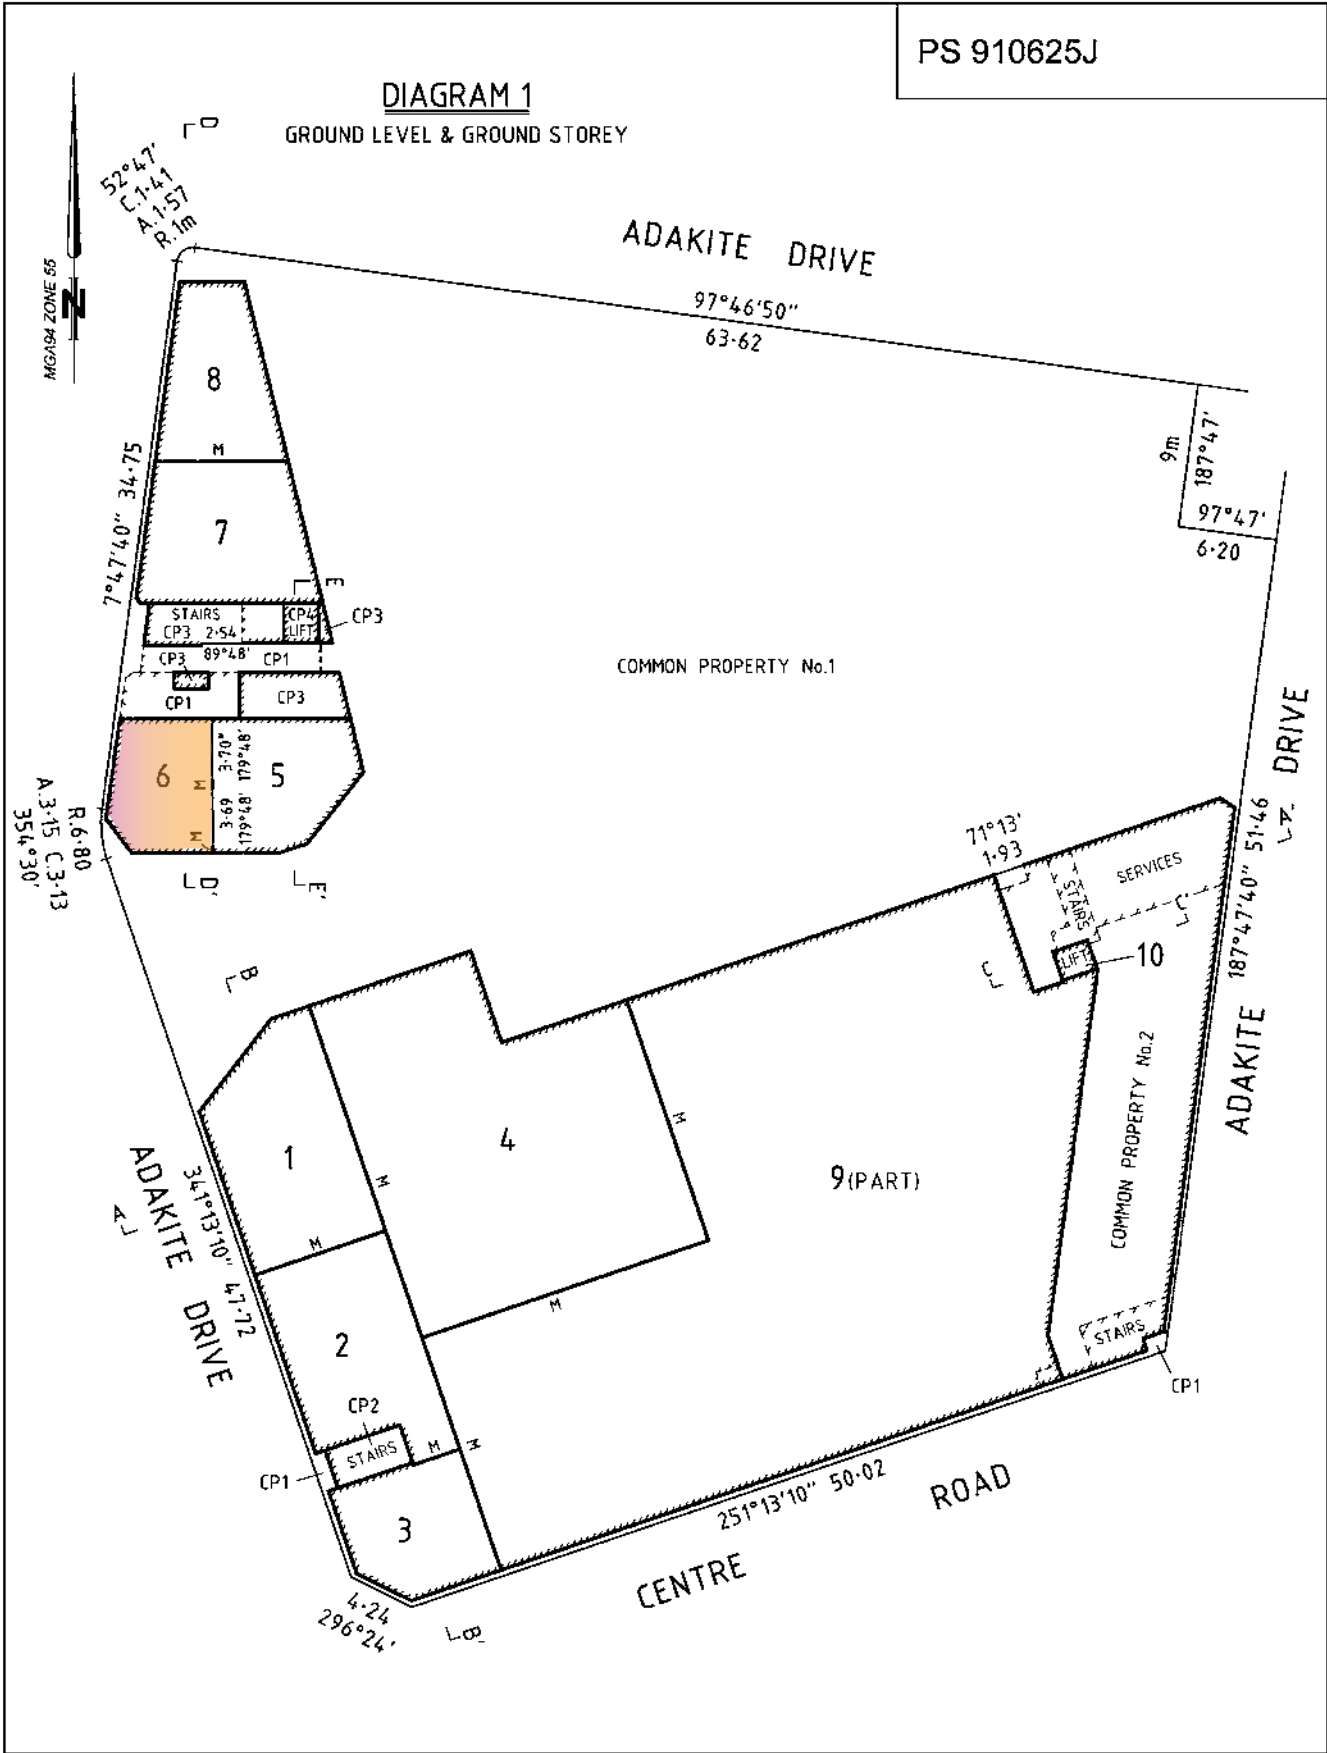 PS 910625J
DIAGRAM 1
GROUND LEVEL & GROUND STOREY
D
52°47'
C.1·41
A.1·57
R.1m
MGA94 ZONE 55
N
ADAKITE DRIVE
97°46'50"
63·62
9m
187°47'
97°47'
6·20
8
M
7°47'40" 34·75
7
E
STAIRS
CP3 2·54
CP4
LIFT
CP3
89°48'
CP3
CP1
CP1
CP3
COMMON PROPERTY No.1
6
M
M
3·70*
179°48'
3·69
179°48'
5
R.6·80
A.3·15 C.3·13
354°30'
D'
E'
ADAKITE DRIVE
187°47'40" 51·46
A'
71°13'
1·93
STAIRS
SERVICES
C'
LIFT
10
C
B
1
M
M
4
M
M
9(PART)
COMMON PROPERTY No.2
ADAKITE DRIVE
341°13'10" 47·72
A
2
CP2
STAIRS
M
M
CP1
3
STAIRS
CP1
251°13'10" 50·02
CENTRE ROAD
4·24
296°24'
B'